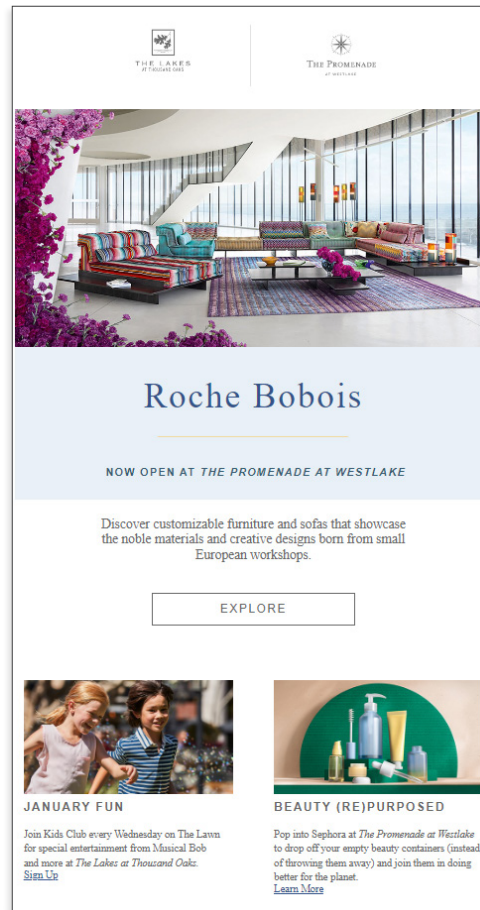 THE LAKES
AT THOUSAND OAKS
THE PROMENADE
AT WESTLAKE
Roche Bobois
NOW OPEN AT THE PROMENADE AT WESTLAKE
Discover customizable furniture and sofas that showcase
the noble materials and creative designs born from small
European workshops.
EXPLORE
JANUARY FUN
Join Kids Club every Wednesday on The Lawn
for special entertainment from Musical Bob
and more at The Lakes at Thousand Oaks.
Sign Up
BEAUTY (RE)PURPOSED
Pop into Sephora at The Promenade at Westlake
to drop off your empty beauty containers (instead
of throwing them away) and join them in doing
better for the planet.
Learn More